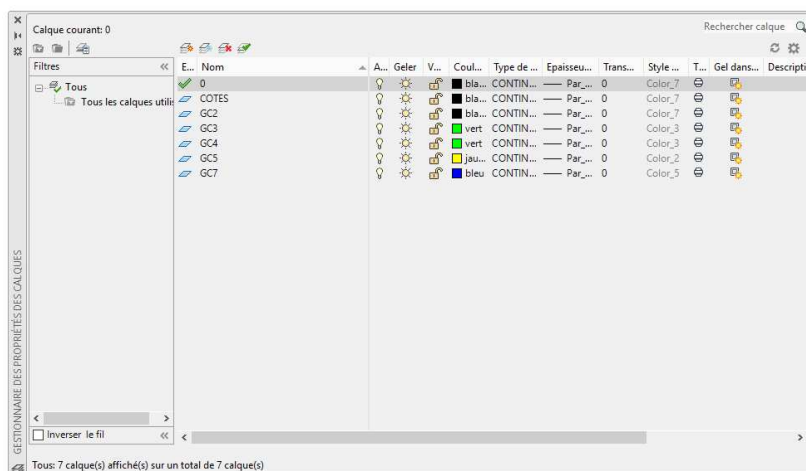 Calque courant: 0
Rechercher calque
Filtres
Tous
Tous les calques utilis
E... Nom A... Geler V... Coul... Type de ... Epaisseu... Trans... Style ... T... Gel dans... Descripti
0 bla... CONTIN... Par_... 0 Color_7
COTES bla... CONTIN... Par_... 0 Color_7
GC2 bla... CONTIN... Par_... 0 Color_7
GC3 vert CONTIN... Par_... 0 Color_3
GC4 vert CONTIN... Par_... 0 Color_3
GC5 jau... CONTIN... Par_... 0 Color_2
GC7 bleu CONTIN... Par_... 0 Color_5
GESTIONNAIRE DES PROPRIÉTÉS DES CALQUES
Inverser le fil
Tous: 7 calque(s) affiché(s) sur un total de 7 calque(s)